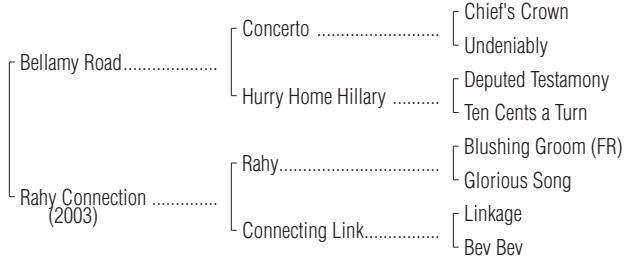 Chief's Crown
Concerto ..........................
Undeniably
Bellamy Road....................
Deputed Testamony
Hurry Home Hillary ..........
Ten Cents a Turn
Blushing Groom (FR)
Rahy..................................
Glorious Song
Rahy Connection ..............
(2003)
Linkage
Connecting Link................
Bev Bev